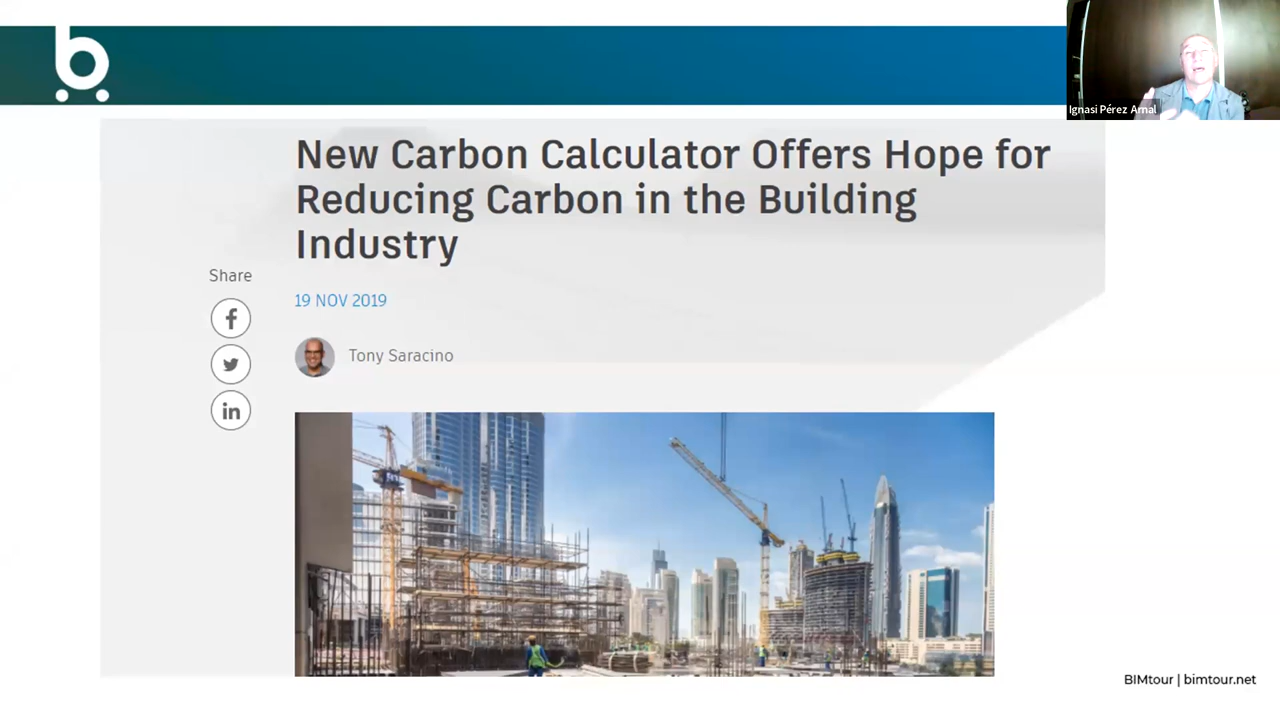 b
Ignasi Pérez Arnal
New Carbon Calculator Offers Hope for
Reducing Carbon in the Building
Industry
Share
19 NOV 2019
Tony Saracino
f
in
BIMtour | bimtour.net